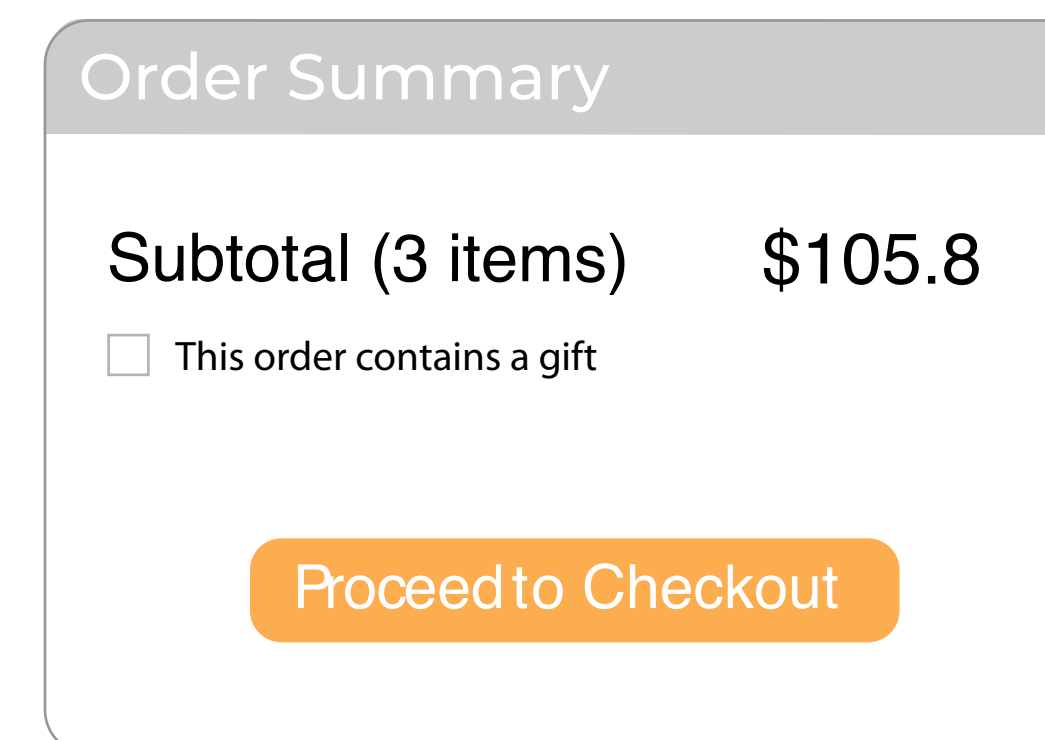 Order Summary
Subtotal (3 items) $105.8
This order contains a gift
Proceed to Checkout